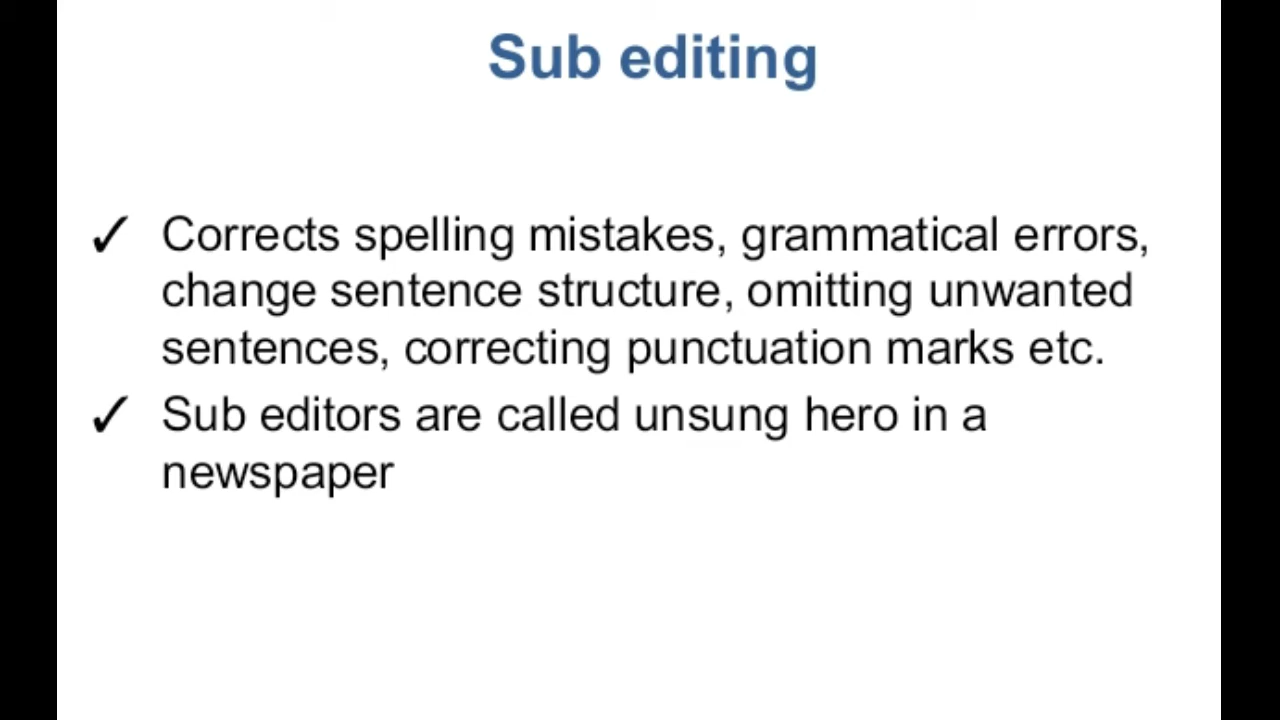 Sub editing
✓ Corrects spelling mistakes, grammatical errors,
change sentence structure, omitting unwanted
sentences, correcting punctuation marks etc.
✓ Sub editors are called unsung hero in a
newspaper